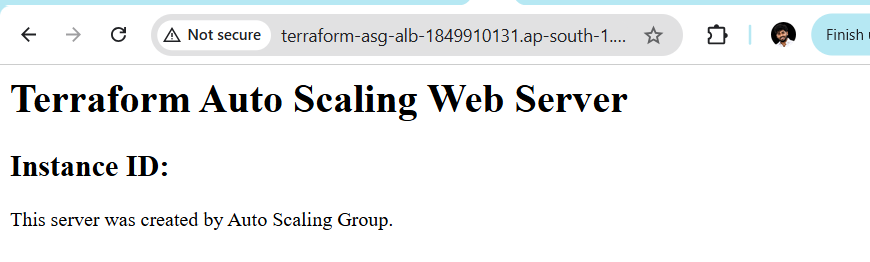 Not secure terraform-asg-alb-1849910131.ap-south-1.... Finish
Terraform Auto Scaling Web Server
Instance ID:
This server was created by Auto Scaling Group.